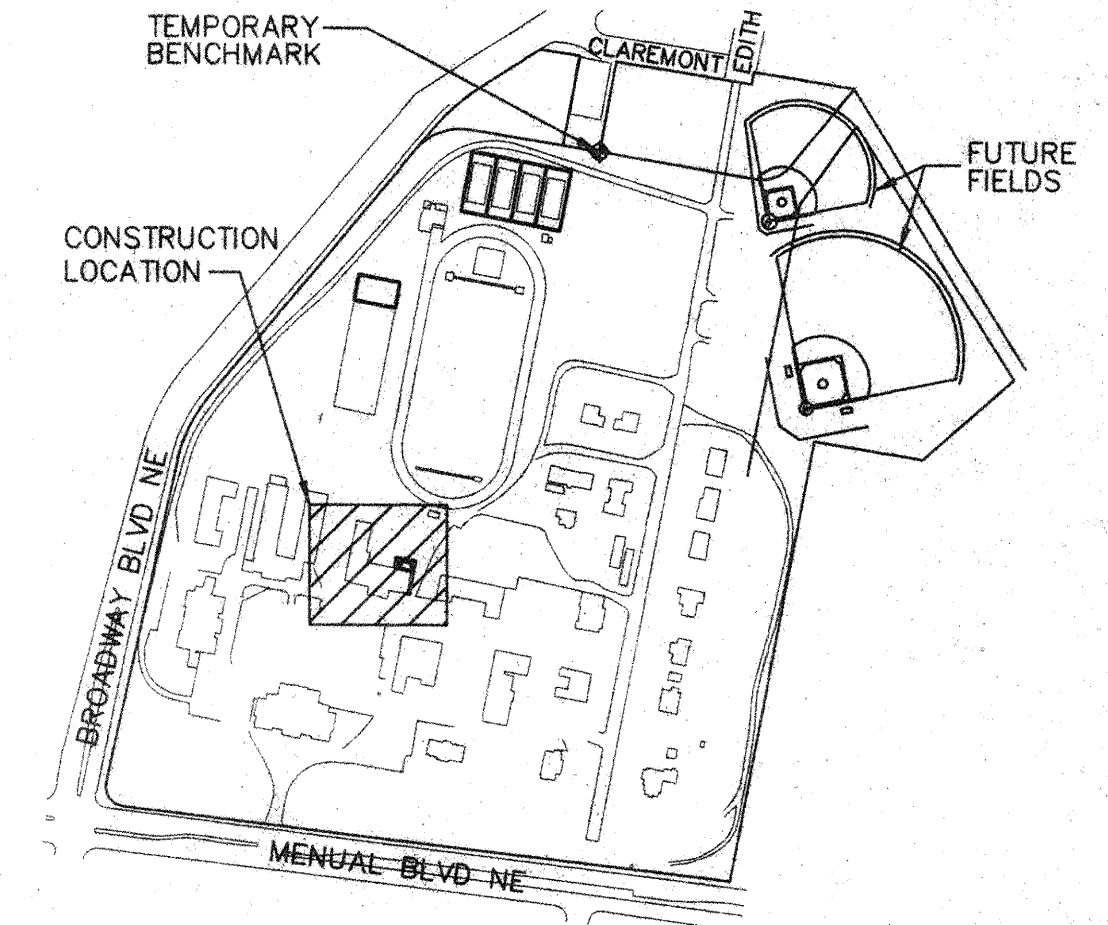 TEMPORARY
BENCHMARK
CLAREMONT
EDITH
FUTURE
FIELDS
CONSTRUCTION
LOCATION
BROADWAY BLVD NE
MENUAL BLVD NE